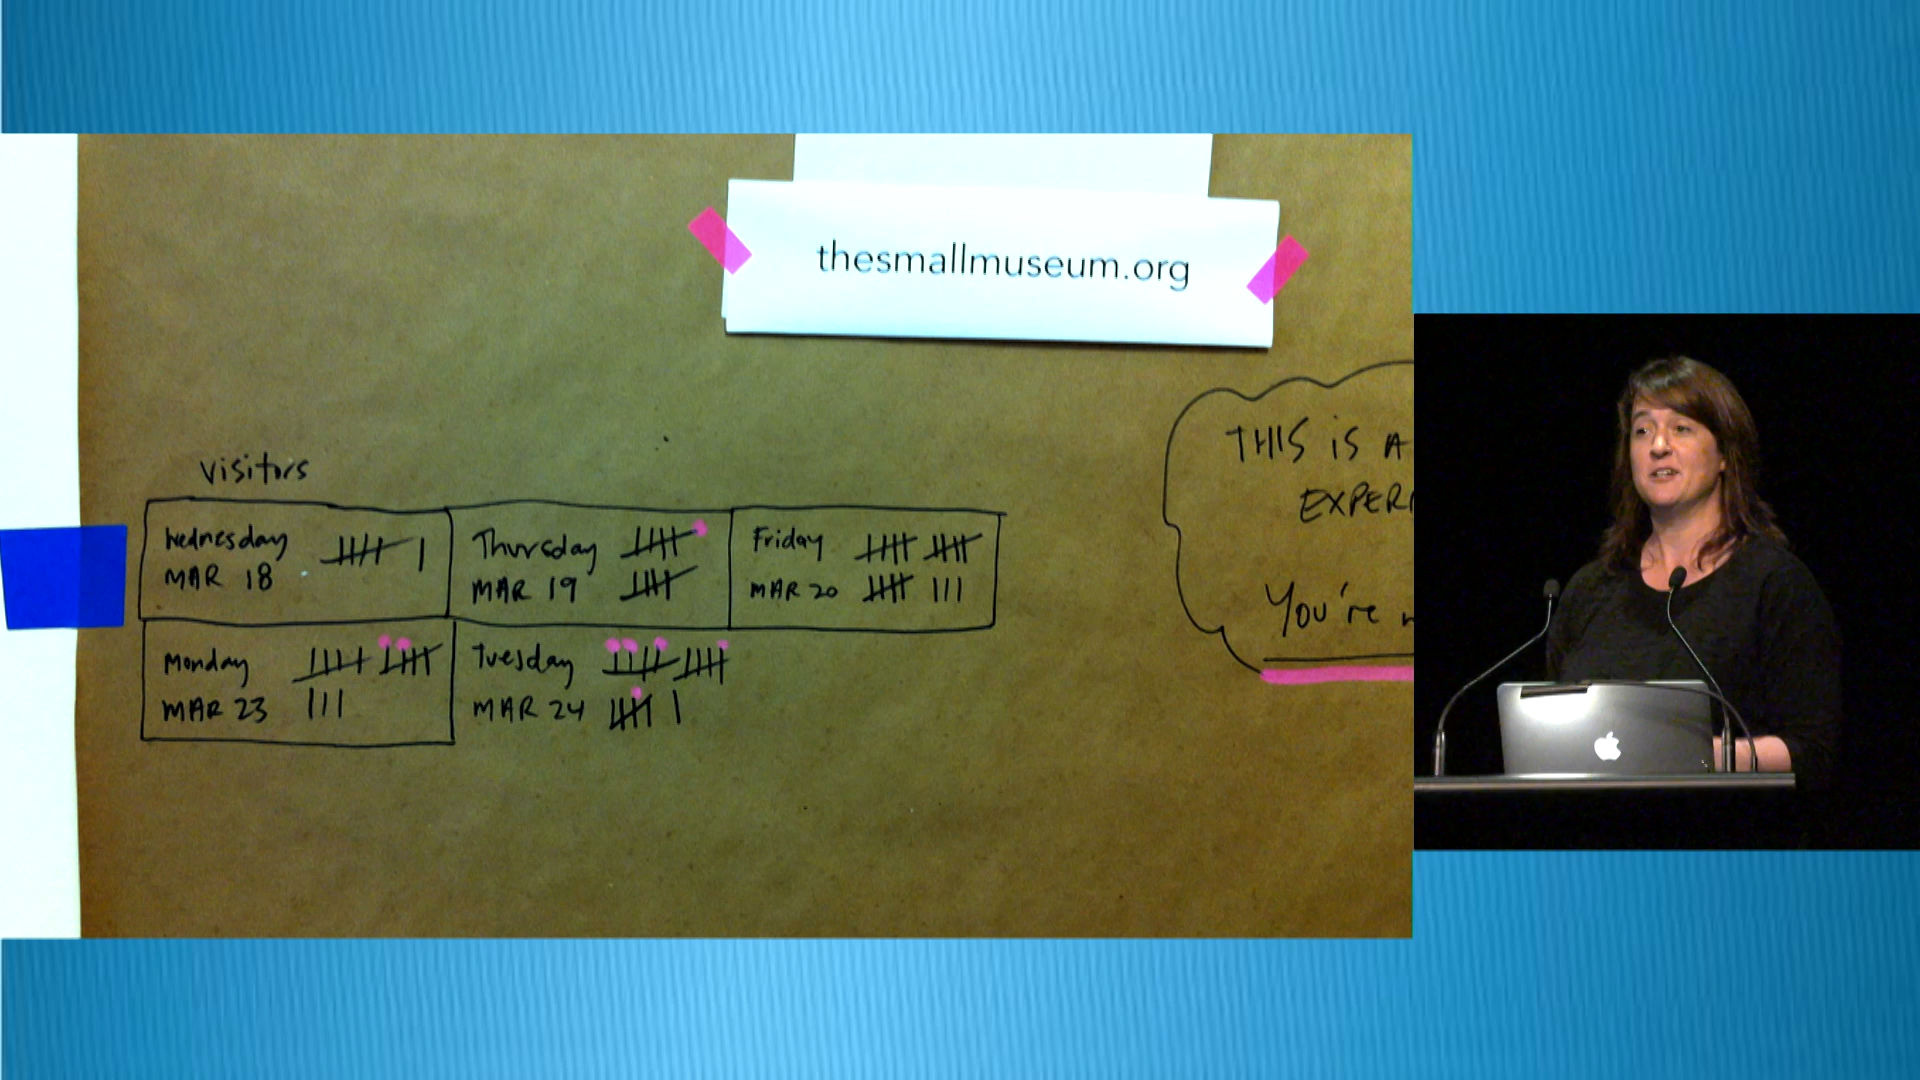 thesmallmuseum.org
visitors
Wednesday
MAR 18
Thursday
MAR 19
Friday
MAR 20
Monday
MAR 23
Tuesday
MAR 24
THIS iS A
EXPERI
You're